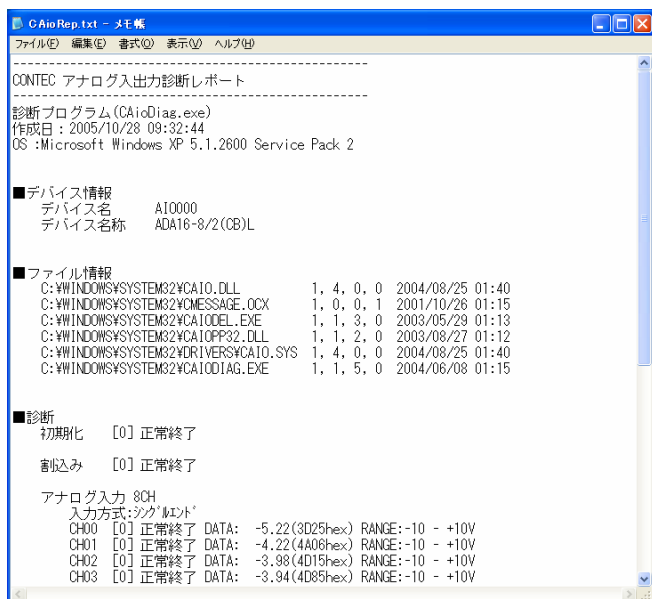 CAioRep.txt - メモ帳
ファイル(F) 編集(E) 書式(O) 表示(V) ヘルプ(H)
--------------------------------------------------
CONTEC アナログ入出力診断レポート
--------------------------------------------------
診断プログラム(CAioDiag.exe)
作成日：2005/10/28 09:32:44
OS :Microsoft Windows XP 5.1.2600 Service Pack 2
■デバイス情報
デバイス名 AIO000
デバイス名称 ADA16-8/2(CB)L
■ファイル情報
C:¥WINDOWS¥SYSTEM32¥CAIO.DLL 1, 4, 0, 0 2004/08/25 01:40
C:¥WINDOWS¥SYSTEM32¥CMESSAGE.OCX 1, 0, 0, 1 2001/10/26 01:15
C:¥WINDOWS¥SYSTEM32¥CAIODEL.EXE 1, 1, 3, 0 2003/05/29 01:13
C:¥WINDOWS¥SYSTEM32¥CAIOPP32.DLL 1, 1, 2, 0 2003/08/27 01:12
C:¥WINDOWS¥SYSTEM32¥DRIVERS¥CAIO.SYS 1, 4, 0, 0 2004/08/25 01:40
C:¥WINDOWS¥SYSTEM32¥CAIODIAG.EXE 1, 1, 5, 0 2004/06/08 01:15
■診断
初期化 [0] 正常終了
割込み [0] 正常終了
アナログ入力 8CH
入力方式:ｼﾝｸﾞﾙｴﾝﾄﾞ
CH00 [0] 正常終了 DATA: -5.22(3D25hex) RANGE:-10 - +10V
CH01 [0] 正常終了 DATA: -4.22(4A06hex) RANGE:-10 - +10V
CH02 [0] 正常終了 DATA: -3.98(4D15hex) RANGE:-10 - +10V
CH03 [0] 正常終了 DATA: -3.94(4D85hex) RANGE:-10 - +10V